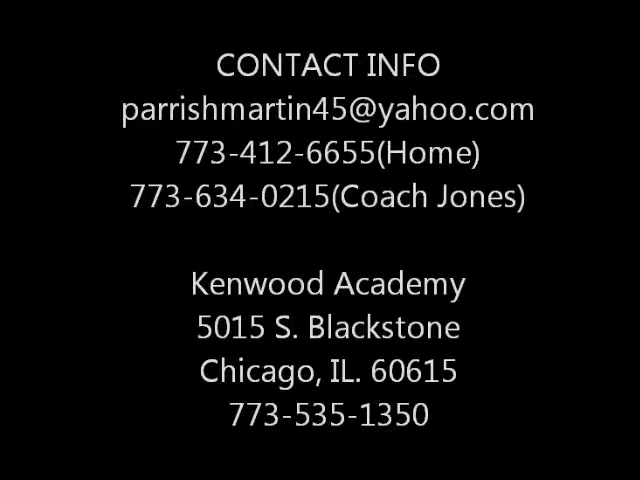 CONTACT INFO
parrishmartin45@yahoo.com
773-412-6655(Home)
773-634-0215(Coach Jones)
Kenwood Academy
5015 S. Blackstone
Chicago, IL. 60615
773-535-1350